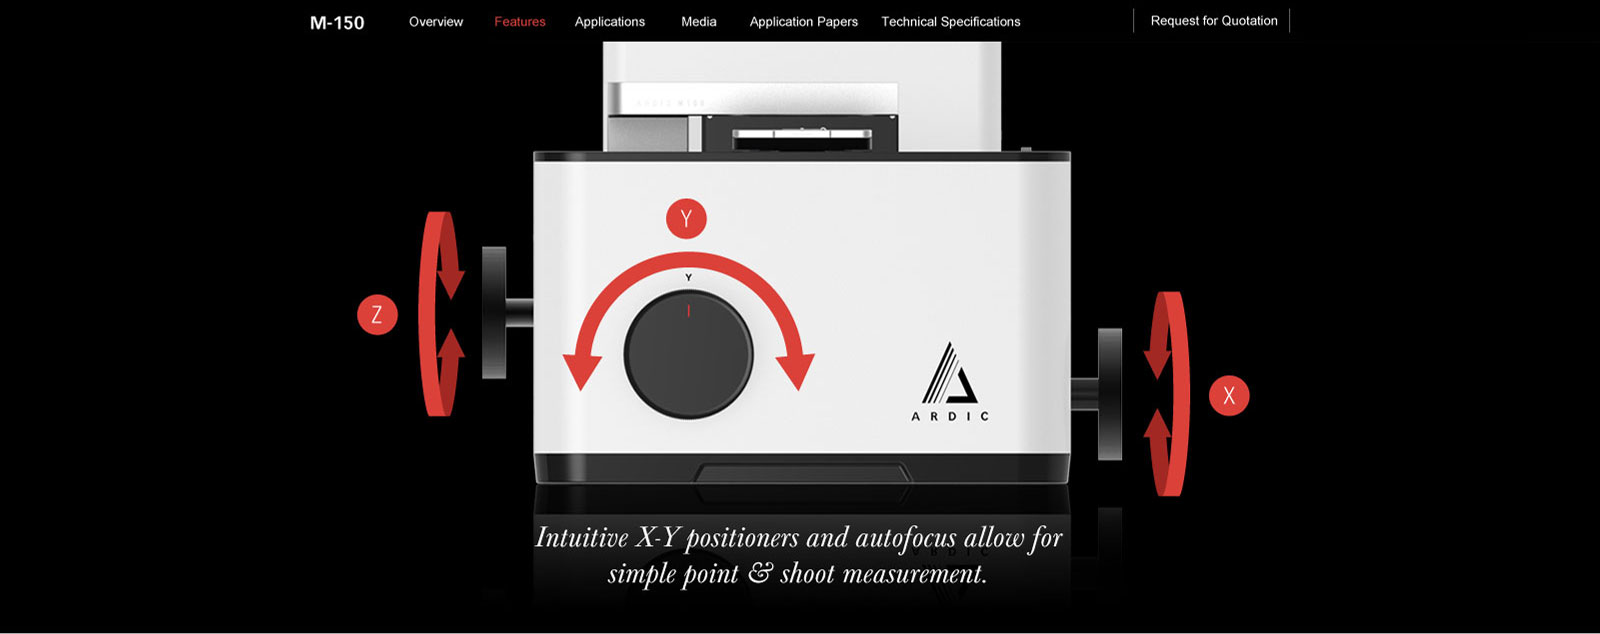 M-150 Overview Features Applications Media Application Papers Technical Specifications Request for Quotation
Y
Y
Z
X
ARDIC
Intuitive X-Y positioners and autofocus allow for
simple point & shoot measurement.